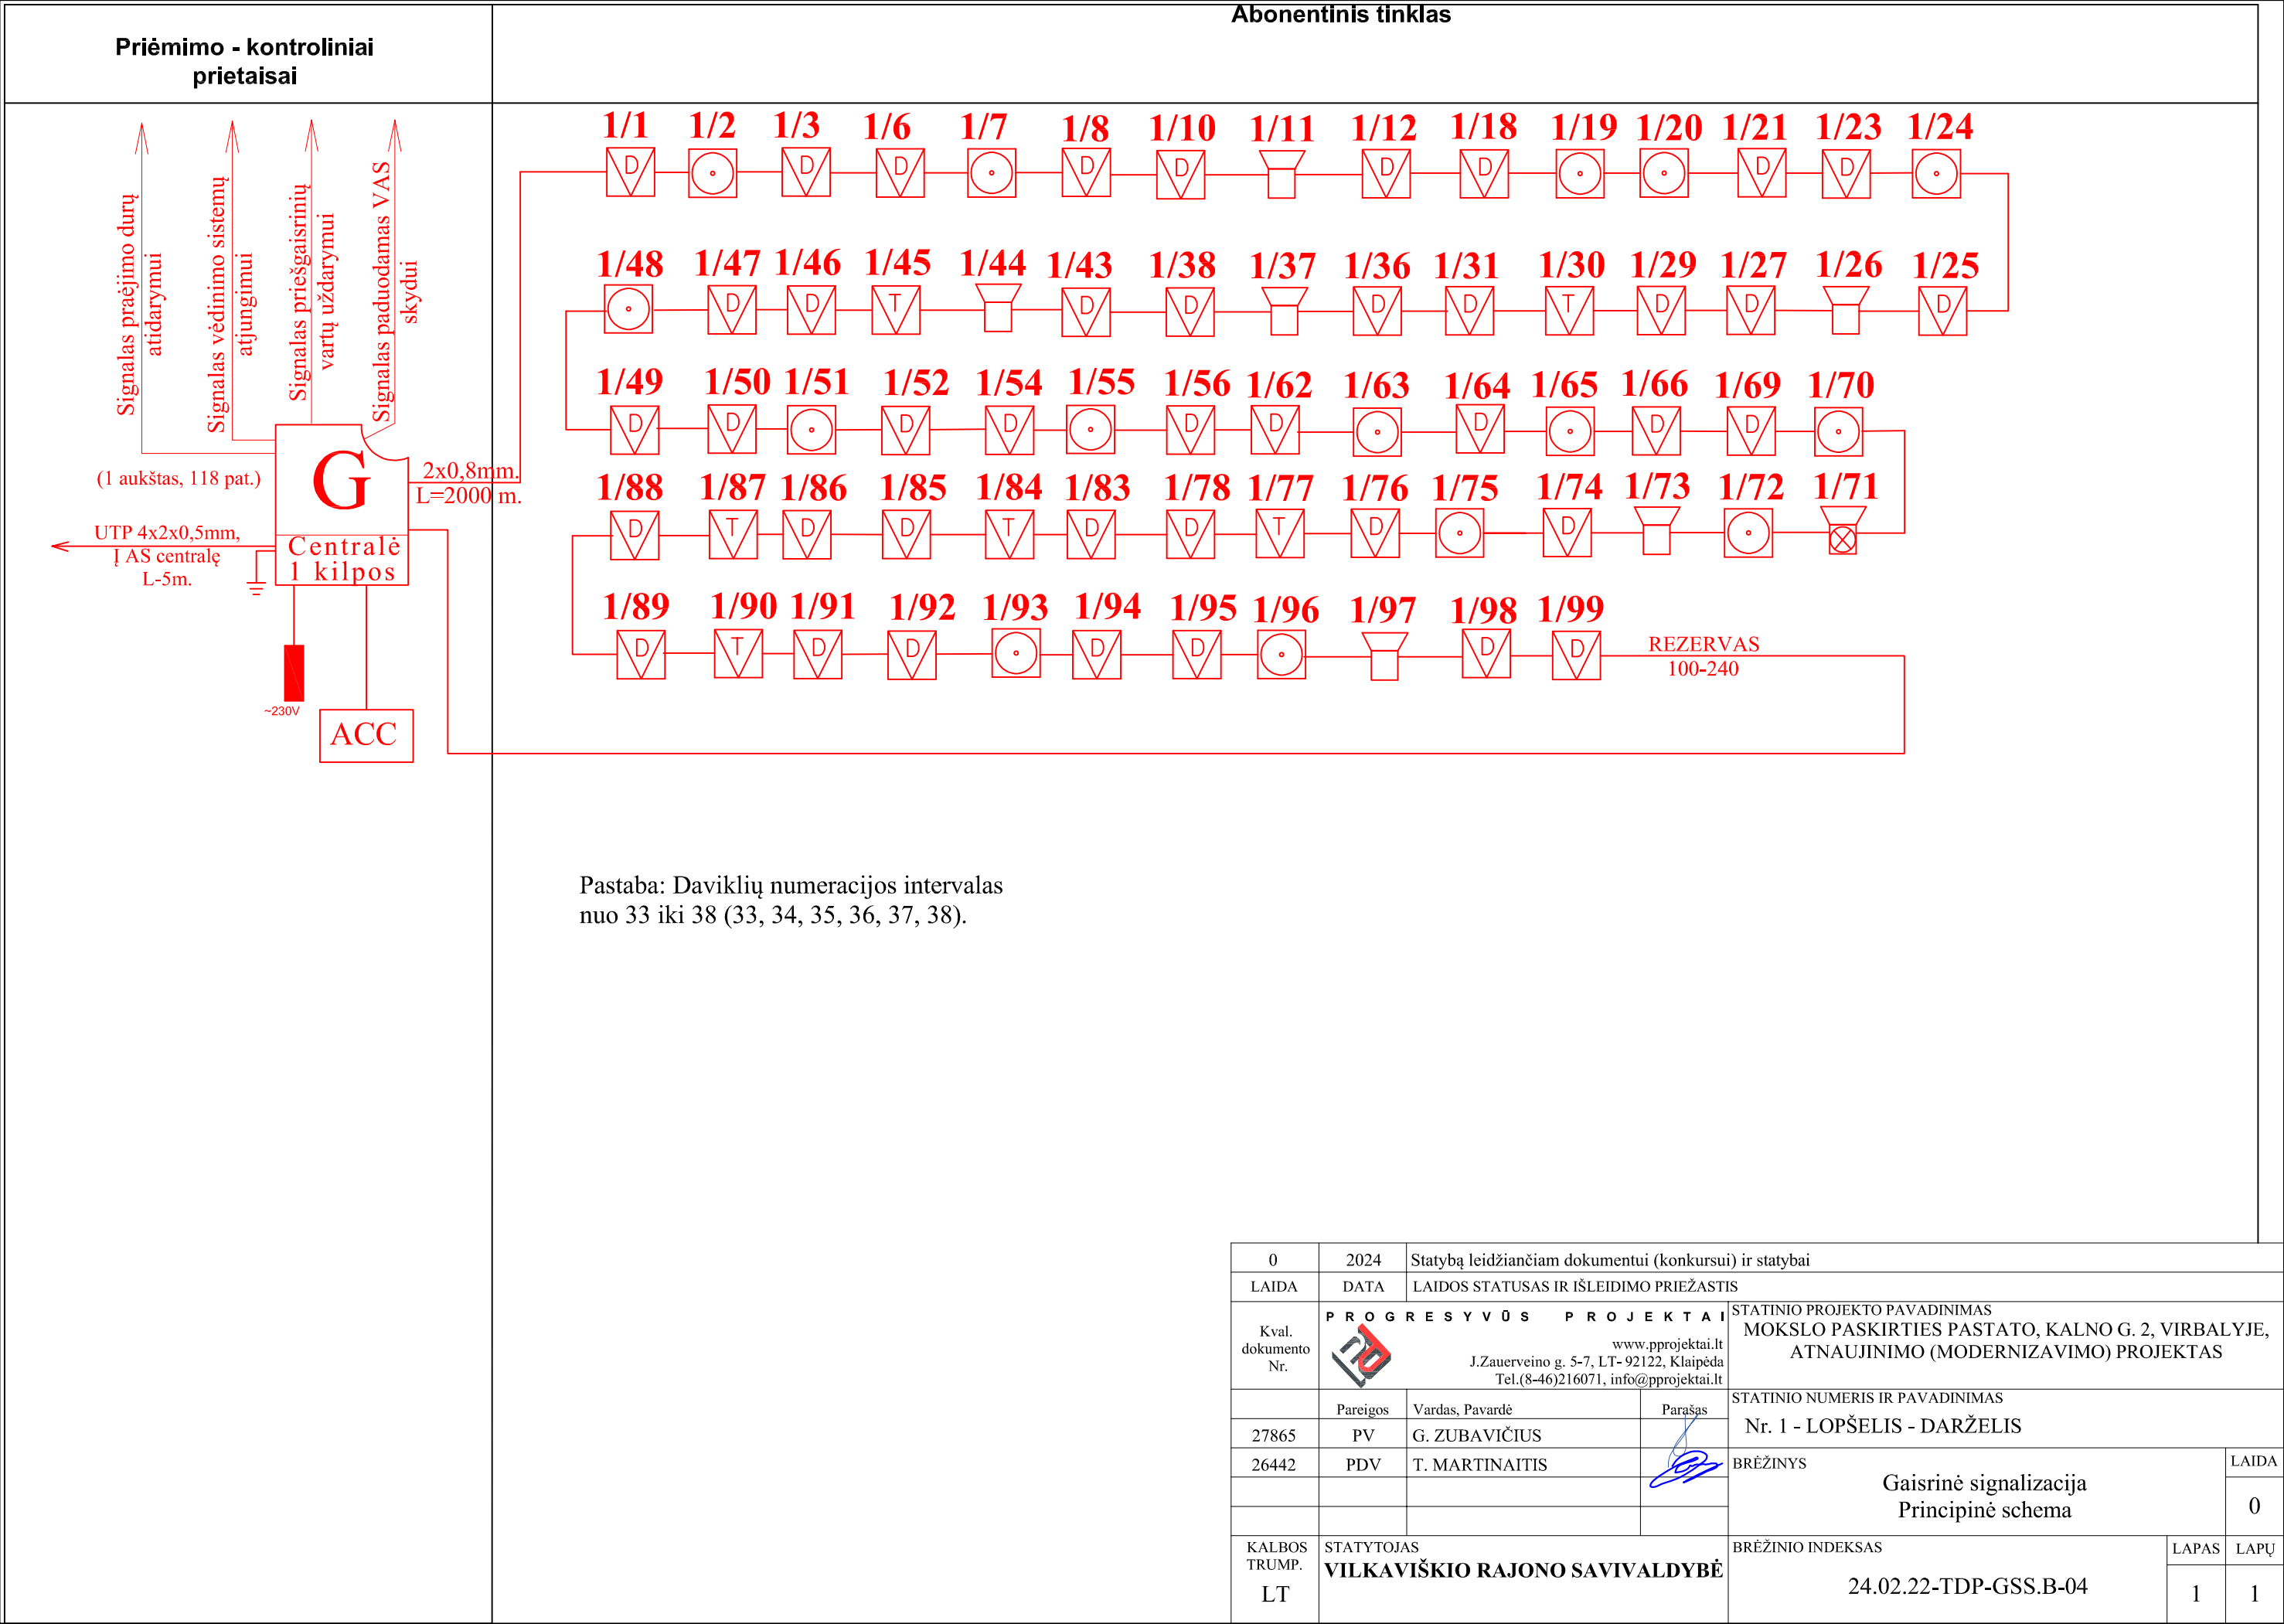 Abonentinis tinklas
Priėmimo - kontroliniai
prietaisai
Signalas praėjimo durų
atidarymui
Signalas vėdinimo sistemų
atjungimui
Signalas priešgaisrinių
vartų uždarymui
Signalas paduodamas VAS
skydui
(1 aukštas, 118 pat.)
G
Centralė
1 kilpos
2x0,8mm.
L=2000 m.
UTP 4x2x0,5mm,
Į AS centralę
L-5m.
~230V
ACC
1/1 1/2 1/3 1/6 1/7 1/8 1/10 1/11 1/12 1/18 1/19 1/20 1/21 1/23 1/24
D D D D D D D D D
1/48 1/47 1/46 1/45 1/44 1/43 1/38 1/37 1/36 1/31 1/30 1/29 1/27 1/26 1/25
D D T D D D D T D D D
1/49 1/50 1/51 1/52 1/54 1/55 1/56 1/62 1/63 1/64 1/65 1/66 1/69 1/70
D D D D D D D D D
1/88 1/87 1/86 1/85 1/84 1/83 1/78 1/77 1/76 1/75 1/74 1/73 1/72 1/71
D T D D T D D T D D
1/89 1/90 1/91 1/92 1/93 1/94 1/95 1/96 1/97 1/98 1/99
D T D D D D D D
REZERVAS
100-240
Pastaba: Daviklių numeracijos intervalas
nuo 33 iki 38 (33, 34, 35, 36, 37, 38).
0 2024 Statybą leidžiančiam dokumentui (konkursui) ir statybai
LAIDA DATA LAIDOS STATUSAS IR IŠLEIDIMO PRIEŽASTIS
Kval.
dokumento
Nr.
PROGRESYVŪS PROJEKTAI
www.pprojektai.lt
J.Zauerveino g. 5-7, LT- 92122, Klaipėda
Tel.(8-46)216071, info@pprojektai.lt
STATINIO PROJEKTO PAVADINIMAS
MOKSLO PASKIRTIES PASTATO, KALNO G. 2, VIRBALYJE,
ATNAUJINIMO (MODERNIZAVIMO) PROJEKTAS
Pareigos Vardas, Pavardė Parašas
27865 PV G. ZUBAVIČIUS
26442 PDV T. MARTINAITIS
STATINIO NUMERIS IR PAVADINIMAS
Nr. 1 - LOPŠELIS - DARŽELIS
BRĖŽINYS
Gaisrinė signalizacija
Principinė schema
LAIDA
0
KALBOS
TRUMP.
LT
STATYTOJAS
VILKAVIŠKIO RAJONO SAVIVALDYBĖ
BRĖŽINIO INDEKSAS
24.02.22-TDP-GSS.B-04
LAPAS LAPŲ
1 1